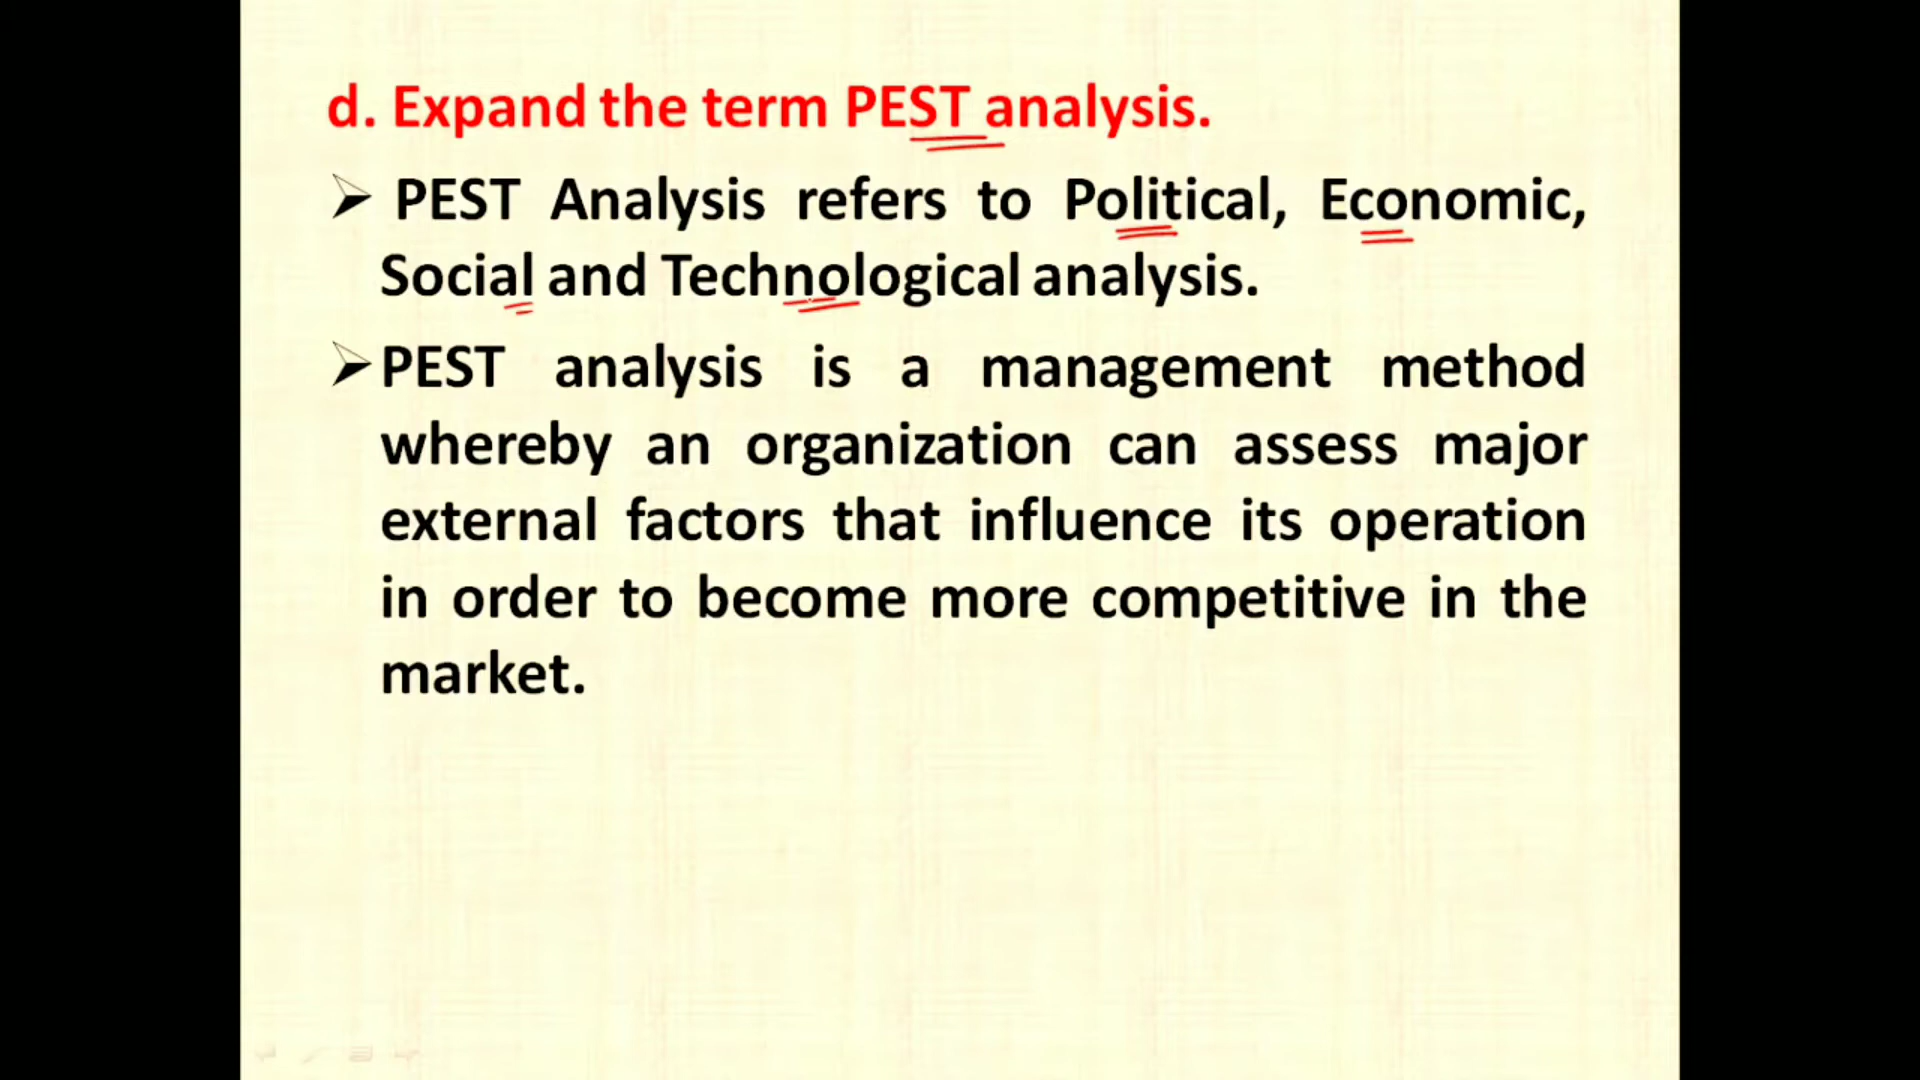 d. Expand the term PEST analysis.
➢ PEST Analysis refers to Political, Economic,
Social and Technological analysis.
➢PEST analysis is a management method
whereby an organization can assess major
external factors that influence its operation
in order to become more competitive in the
market.